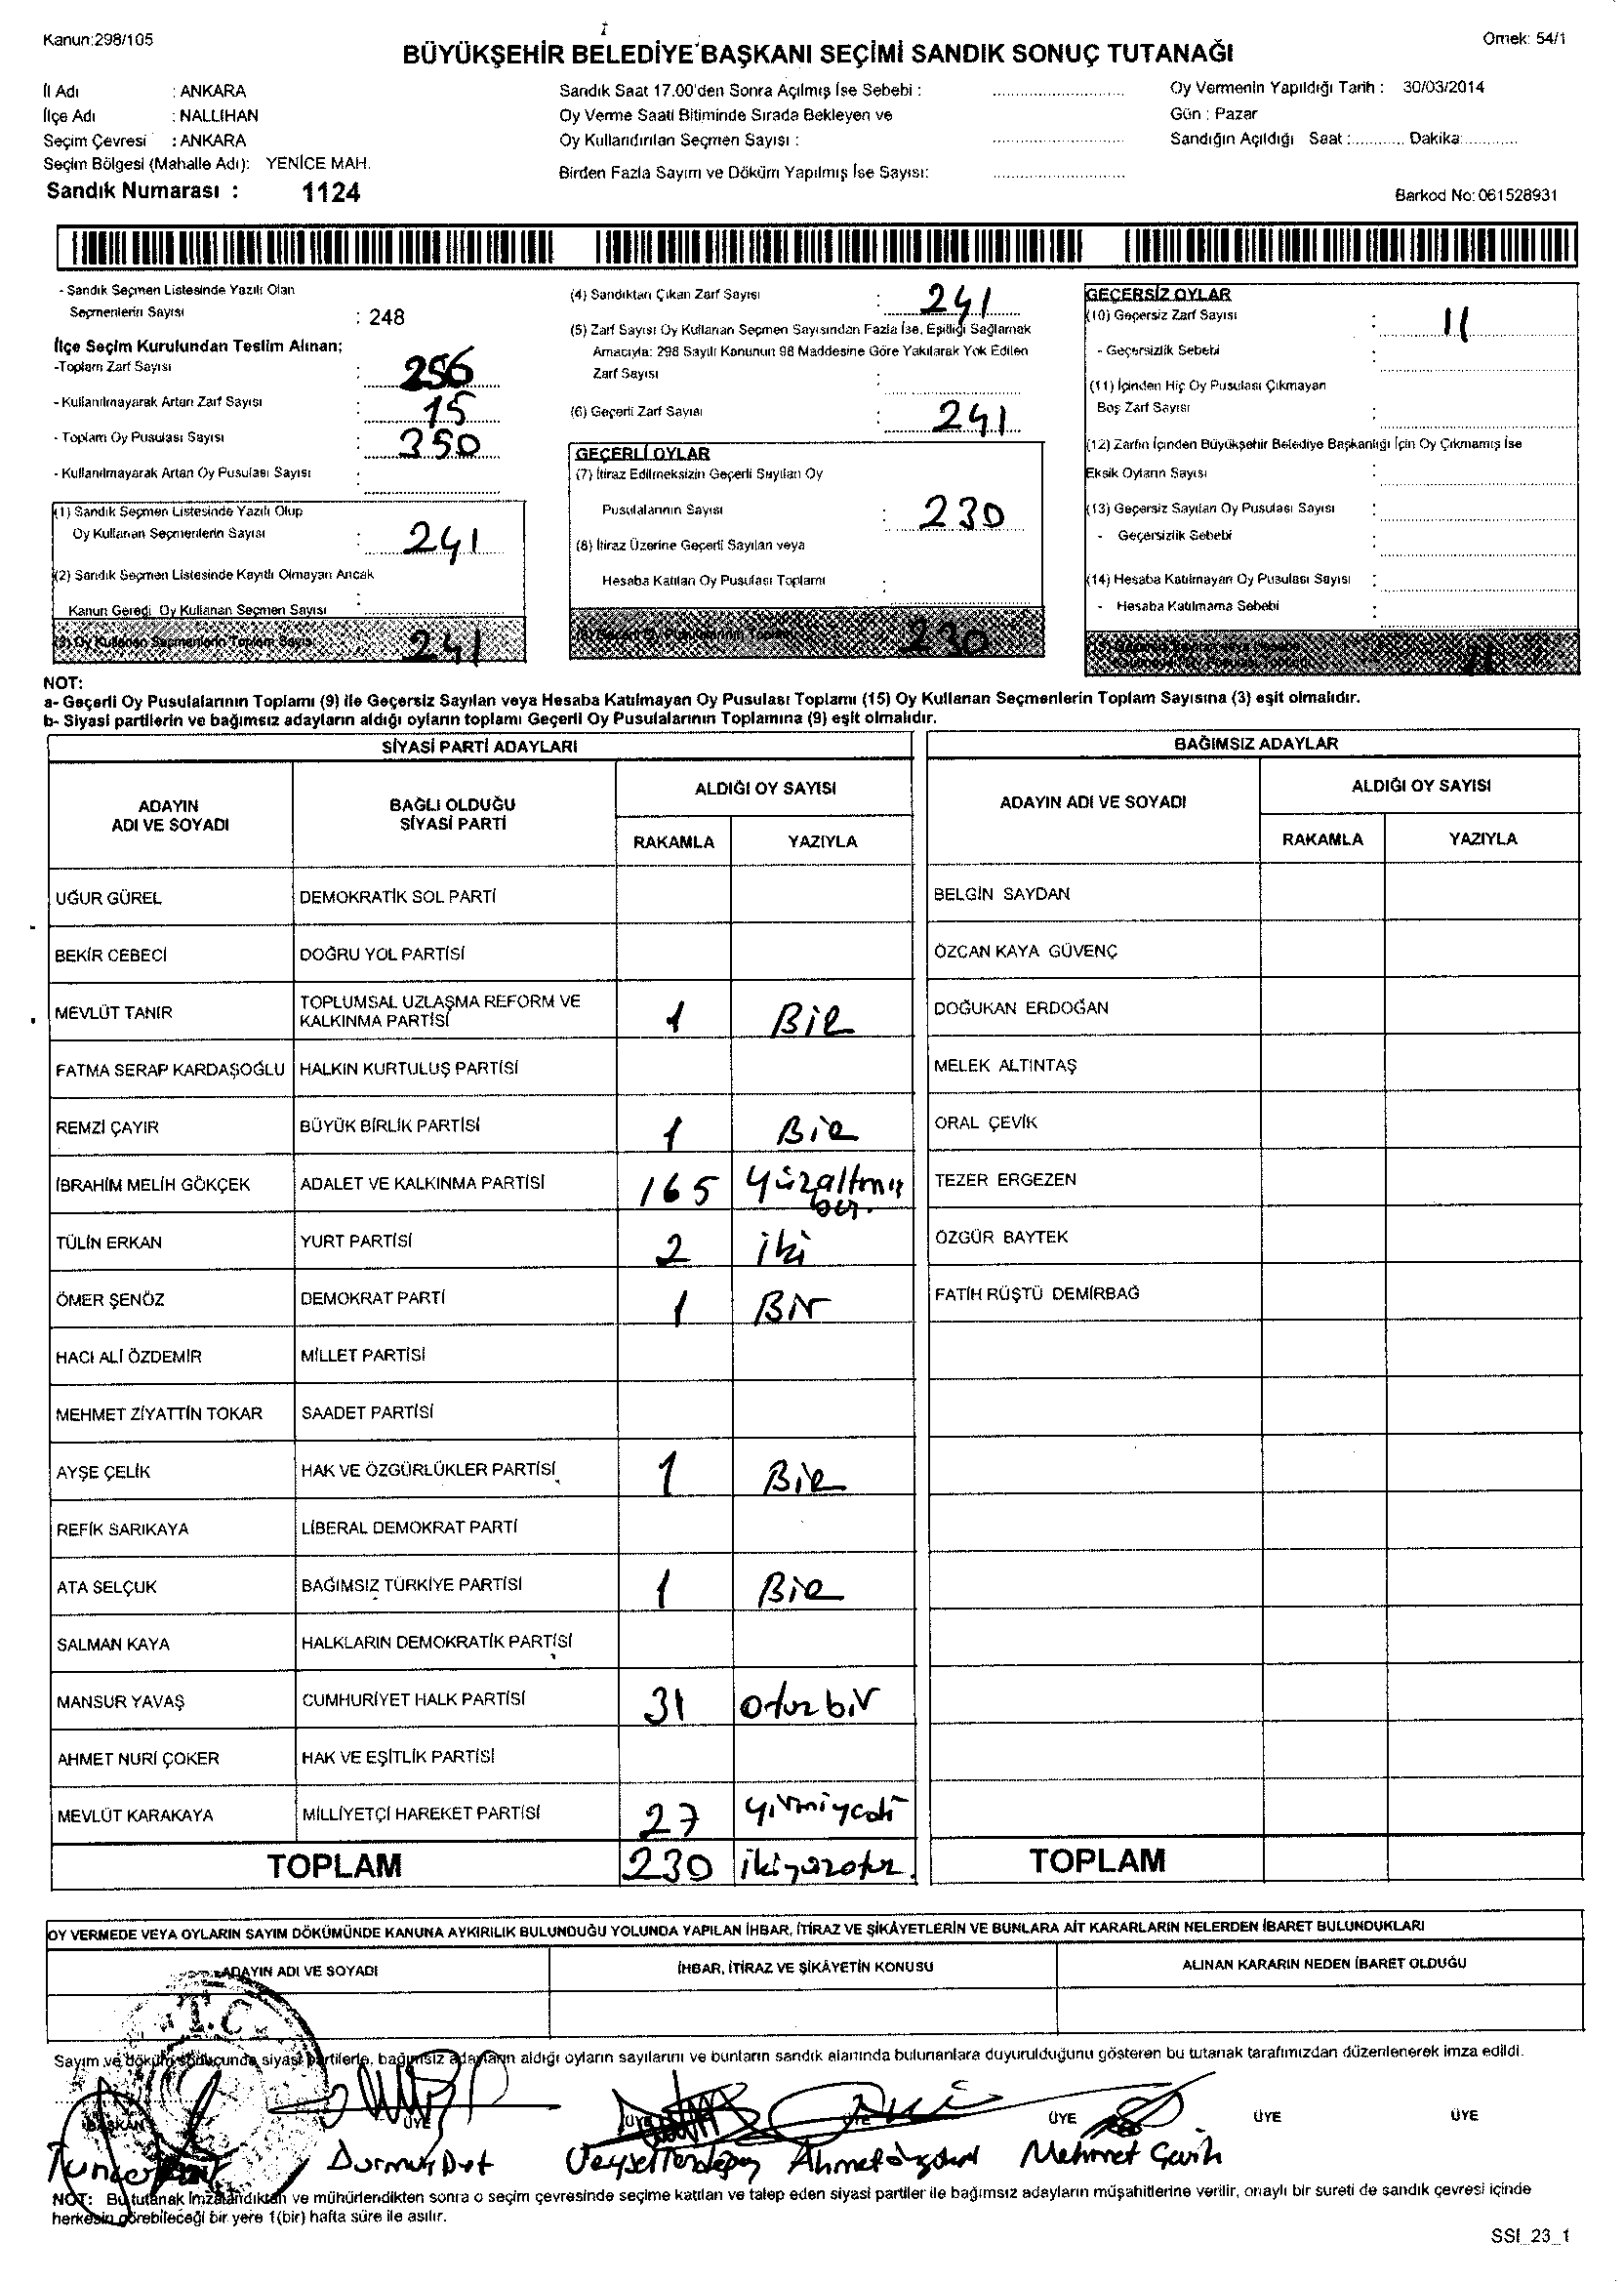 Kanun:298/105
Örnek: 54/1
BÜYÜKŞEHİR BELEDİYE BAŞKANI SEÇİMİ SANDIK SONUÇ TUTANAĞI
İl Adı : ANKARA
İlçe Adı : NALLIHAN
Seçim Çevresi : ANKARA
Seçim Bölgesi (Mahalle Adı): YENİCE MAH.
Sandık Numarası : 1124
Sandık Saat 17.00'den Sonra Açılmış İse Sebebi :
Oy Verme Saati Bitiminde Sırada Bekleyen ve
Oy Kullandırılan Seçmen Sayısı :
Birden Fazla Sayım ve Döküm Yapılmış İse Sayısı:
Oy Vermenin Yapıldığı Tarih : 30/03/2014
Gün : Pazar
Sandığın Açıldığı Saat:............ Dakika:............
Barkod No:061528931
- Sandık Seçmen Listesinde Yazılı Olan
Seçmenlerin Sayısı : 248
İlçe Seçim Kurulundan Teslim Alınan;
-Toplam Zarf Sayısı : 256
- Kullanılmayarak Artan Zarf Sayısı : 15
- Toplam Oy Pusulası Sayısı : 350
- Kullanılmayarak Artan Oy Pusulası Sayısı :
(1) Sandık Seçmen Listesinde Yazılı Olup
Oy Kullanan Seçmenlerin Sayısı : 241
(2) Sandık Seçmen Listesinde Kayıtlı Olmayan Ancak
Kanun Geredi Oy Kullanan Seçmen Sayısı :
(3) Oy Kullanan Seçmenlerin Toplam Sayısı 241
(4) Sandıktan Çıkan Zarf Sayısı : 241
(5) Zarf Sayısı Oy Kullanan Seçmen Sayısından Fazla İse, Eşitliği Sağlamak
Amacıyla: 298 Sayılı Kanunun 98 Maddesine Göre Yakılarak Yok Edilen
Zarf Sayısı :
(6) Geçerli Zarf Sayısı : 241
GEÇERLİ OYLAR
(7) İtiraz Edilmeksizin Geçerli Sayılan Oy
Pusulalarının Sayısı : 230
(8) İtiraz Üzerine Geçerli Sayılan veya
Hesaba Katılan Oy Pusulası Toplamı :
230
GEÇERSİZ OYLAR
(10) Geçersiz Zarf Sayısı : 11
- Geçersizlik Sebebi :
(11) İçinden Hiç Oy Pusulası Çıkmayan
Boş Zarf Sayısı :
(12) Zarfın İçinden Büyükşehir Belediye Başkanlığı İçin Oy Çıkmamış İse
Eksik Oyların Sayısı :
(13) Geçersiz Sayılan Oy Pusulası Sayısı :
- Geçersizlik Sebebi :
(14) Hesaba Katılmayan Oy Pusulası Sayısı :
- Hesaba Katılmama Sebebi :
11
NOT:
a- Geçerli Oy Pusulalarının Toplamı (9) ile Geçersiz Sayılan veya Hesaba Katılmayan Oy Pusulası Toplamı (15) Oy Kullanan Seçmenlerin Toplam Sayısına (3) eşit olmalıdır.
b- Siyasi partilerin ve bağımsız adayların aldığı oyların toplamı Geçerli Oy Pusulalarının Toplamına (9) eşit olmalıdır.
SİYASİ PARTİ ADAYLARI
ADAYIN ADI VE SOYADI
BAĞLI OLDUĞU SİYASİ PARTİ
ALDIĞI OY SAYISI
RAKAMLA YAZIYLA
UĞUR GÜREL DEMOKRATİK SOL PARTİ
BEKİR CEBECİ DOĞRU YOL PARTİSİ
MEVLÜT TANIR TOPLUMSAL UZLAŞMA REFORM VE KALKINMA PARTİSİ 1 Bir
FATMA SERAP KARDAŞOĞLU HALKIN KURTULUŞ PARTİSİ
REMZİ ÇAYIR BÜYÜK BİRLİK PARTİSİ 1 Bir
İBRAHİM MELİH GÖKÇEK ADALET VE KALKINMA PARTİSİ 165 yüzaltmış beş.
TÜLİN ERKAN YURT PARTİSİ 2 iki
ÖMER ŞENÖZ DEMOKRAT PARTİ 1 Bir
HACI ALİ ÖZDEMİR MİLLET PARTİSİ
MEHMET ZİYATTİN TOKAR SAADET PARTİSİ
AYŞE ÇELİK HAK VE ÖZGÜRLÜKLER PARTİSİ 1 Bir
REFİK SARIKAYA LİBERAL DEMOKRAT PARTİ
ATA SELÇUK BAĞIMSIZ TÜRKİYE PARTİSİ 1 Bir
SALMAN KAYA HALKLARIN DEMOKRATİK PARTİSİ
MANSUR YAVAŞ CUMHURİYET HALK PARTİSİ 31 otuzbir
AHMET NURİ ÇOKER HAK VE EŞİTLİK PARTİSİ
MEVLÜT KARAKAYA MİLLİYETÇİ HAREKET PARTİSİ 27 yirmiyedi
TOPLAM 230 ikiyüzotuz.
BAĞIMSIZ ADAYLAR
ADAYIN ADI VE SOYADI
ALDIĞI OY SAYISI
RAKAMLA YAZIYLA
BELGİN SAYDAN
ÖZCAN KAYA GÜVENÇ
DOĞUKAN ERDOĞAN
MELEK ALTINTAŞ
ORAL ÇEVİK
TEZER ERGEZEN
ÖZGÜR BAYTEK
FATİH RÜŞTÜ DEMİRBAĞ
TOPLAM
OY VERMEDE VEYA OYLARIN SAYIM DÖKÜMÜNDE KANUNA AYKIRILIK BULUNDUĞU YOLUNDA YAPILAN İHBAR, İTİRAZ VE ŞİKÂYETLERİN VE BUNLARA AİT KARARLARIN NELERDEN İBARET BULUNDUKLARI
ADAYIN ADI VE SOYADI
İHBAR, İTİRAZ VE ŞİKÂYETİN KONUSU
ALINAN KARARIN NEDEN İBARET OLDUĞU
T.C.
Sayım ve döküm sonucunda siyasi partilerle, bağımsız adayların aldığı oyların sayılarını ve bunların sandık alanında bulunanlara duyurulduğunu gösteren bu tutanak tarafımızdan düzenlenerek imza edildi.
BAŞKAN ÜYE ÜYE ÜYE ÜYE ÜYE ÜYE
Durmuş Veysel Ahmet Mehmet
NOT: Bu tutanak imzalandıktan ve mühürlendikten sonra o seçim çevresinde seçime katılan ve talep eden siyasi partiler ile bağımsız adayların müşahitlerine verilir, onaylı bir sureti de sandık çevresi içinde
herkesin görebileceği bir yere 1(bir) hafta süre ile asılır.
SSI_23_1